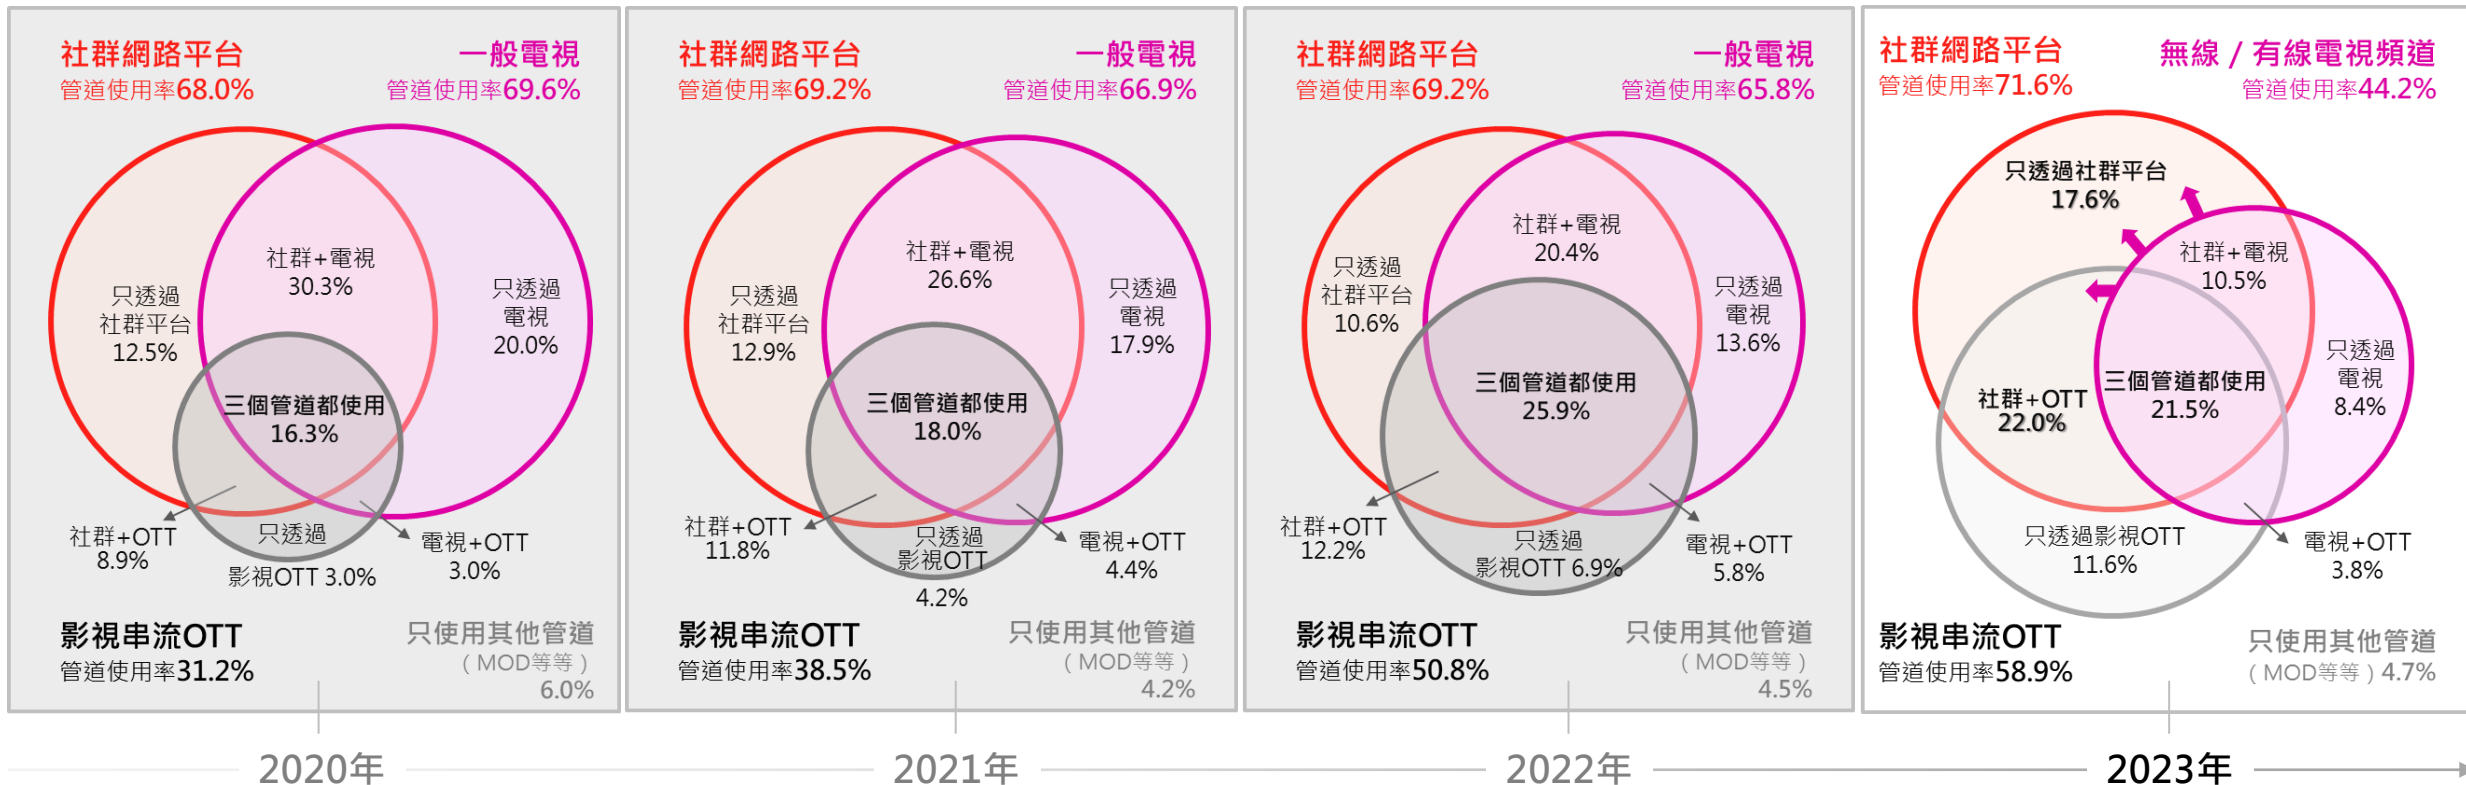 社群網路平台
管道使用率68.0%
一般電視
管道使用率69.6%
只透過
社群平台
12.5%
社群+電視
30.3%
只透過
電視
20.0%
三個管道都使用
16.3%
社群+OTT
8.9%
只透過
影視OTT 3.0%
電視+OTT
3.0%
影視串流OTT
管道使用率31.2%
只使用其他管道
(MOD等等)
6.0%
2020年
社群網路平台
管道使用率69.2%
一般電視
管道使用率66.9%
只透過
社群平台
12.9%
社群+電視
26.6%
只透過
電視
17.9%
三個管道都使用
18.0%
社群+OTT
11.8%
只透過
影視OTT
4.2%
電視+OTT
4.4%
影視串流OTT
管道使用率38.5%
只使用其他管道
(MOD等等)
4.2%
2021年
社群網路平台
管道使用率69.2%
一般電視
管道使用率65.8%
只透過
社群平台
10.6%
社群+電視
20.4%
只透過
電視
13.6%
三個管道都使用
25.9%
社群+OTT
12.2%
只透過
影視OTT 6.9%
電視+OTT
5.8%
影視串流OTT
管道使用率50.8%
只使用其他管道
(MOD等等)
4.5%
2022年
社群網路平台
管道使用率71.6%
無線 / 有線電視頻道
管道使用率44.2%
只透過社群平台
17.6%
社群+電視
10.5%
只透過
電視
8.4%
社群+OTT
22.0%
三個管道都使用
21.5%
只透過影視OTT
11.6%
電視+OTT
3.8%
影視串流OTT
管道使用率58.9%
只使用其他管道
(MOD等等) 4.7%
2023年